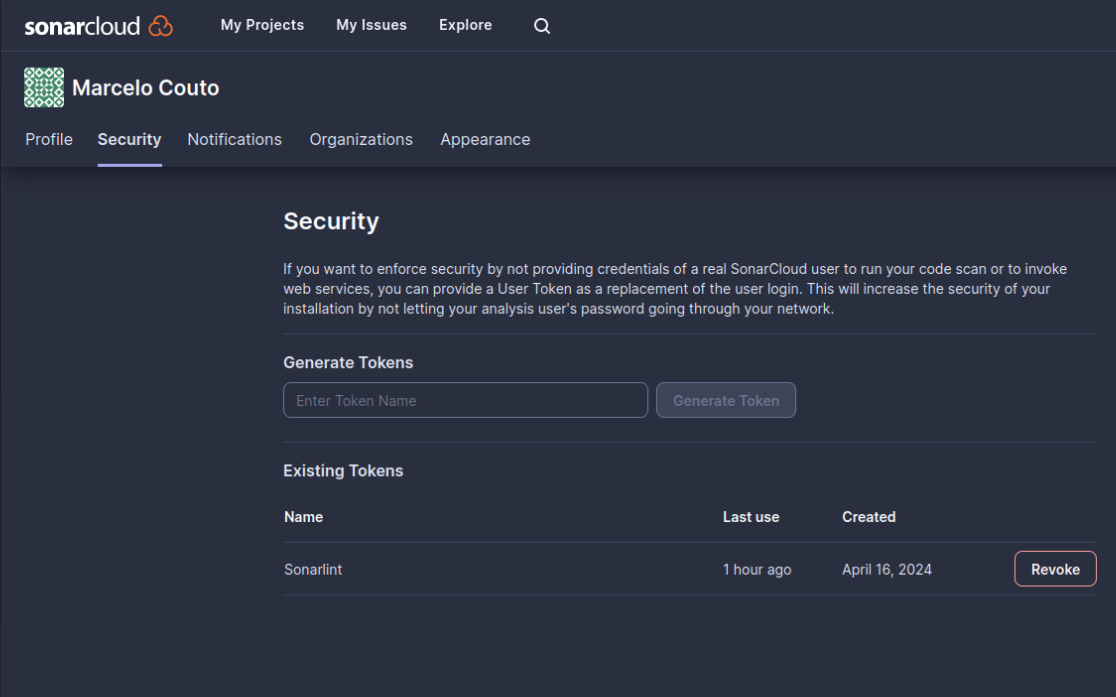 sonarcloud My Projects My Issues Explore
Marcelo Couto
Profile Security Notifications Organizations Appearance
Security
If you want to enforce security by not providing credentials of a real SonarCloud user to run your code scan or to invoke
web services, you can provide a User Token as a replacement of the user login. This will increase the security of your
installation by not letting your analysis user's password going through your network.
Generate Tokens
Enter Token Name Generate Token
Existing Tokens
Name Last use Created
Sonarlint 1 hour ago April 16, 2024 Revoke